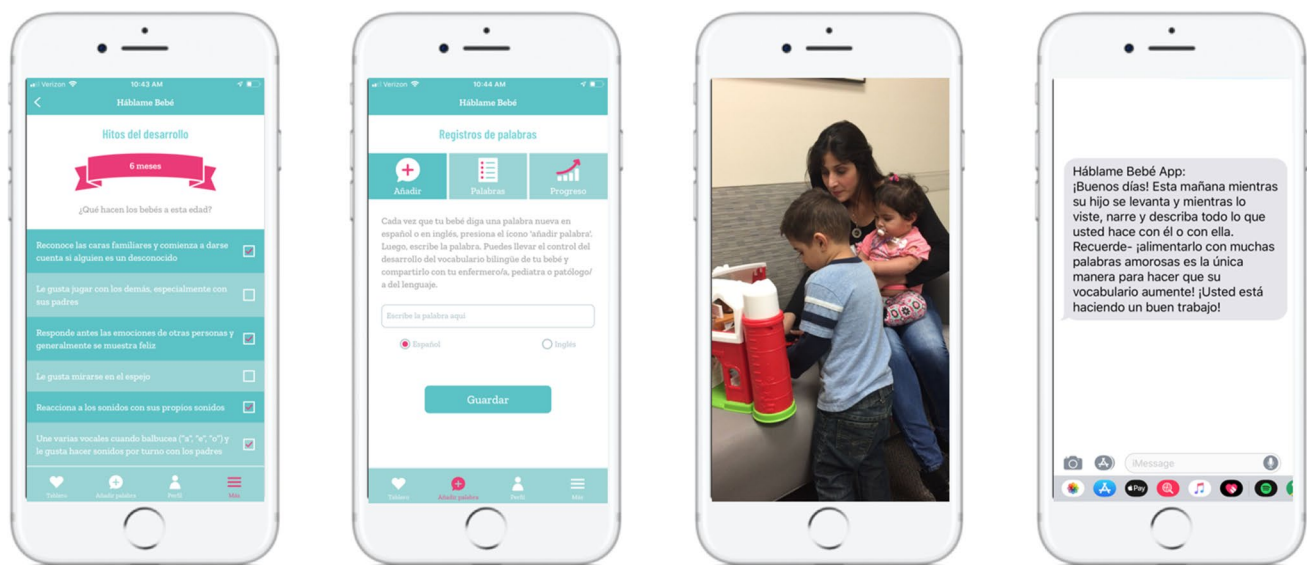 Verizon
10:43 AM
Háblame Bebé
Hitos del desarrollo
6 meses
¿Qué hacen los bebés a esta edad?
Reconoce las caras familiares y comienza a darse
cuenta si alguien es un desconocido
Le gusta jugar con los demás, especialmente con
sus padres
Responde antes las emociones de otras personas y
generalmente se muestra feliz
Le gusta mirarse en el espejo
Reacciona a los sonidos con sus propios sonidos
Une varias vocales cuando balbucea ("a", "e", "o") y
le gusta hacer sonidos por turno con los padres
Tablero
Añadir palabra
Perfil
Más
Verizon
10:44 AM
Háblame Bebé
Registros de palabras
Añadir
Palabras
Progreso
Cada vez que tu bebé diga una palabra nueva en
español o en inglés, presiona el ícono 'añadir palabra'.
Luego, escribe la palabra. Puedes llevar el control del
desarrollo del vocabulario bilingüe de tu bebé y
compartirlo con tu enfermero/a, pediatra o patólogo/
a del lenguaje.
Escribe la palabra aquí
Español
Inglés
Guardar
Tablero
Añadir palabra
Perfil
Más
Háblame Bebé App:
¡Buenos días! Esta mañana mientras
su hijo se levanta y mientras lo
viste, narre y describa todo lo que
usted hace con él o con ella.
Recuerde- ¡alimentarlo con muchas
palabras amorosas es la única
manera para hacer que su
vocabulario aumente! ¡Usted está
haciendo un buen trabajo!
iMessage
Pay